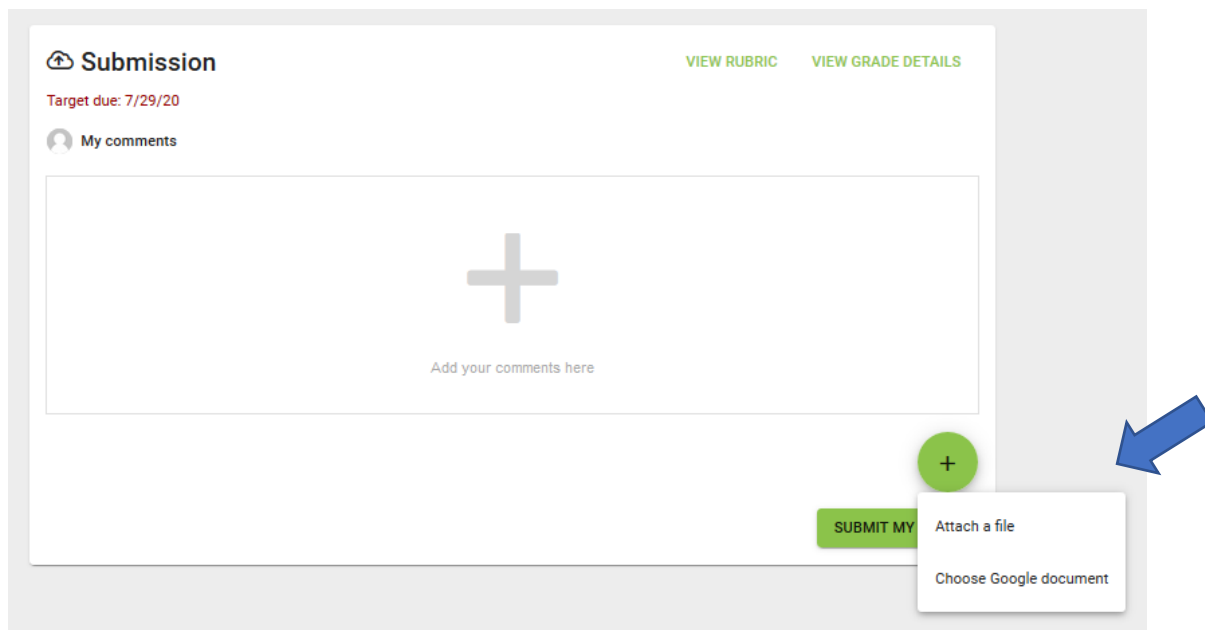 Submission
VIEW RUBRIC VIEW GRADE DETAILS
Target due: 7/29/20
My comments
Add your comments here
+
SUBMIT MY
Attach a file
Choose Google document